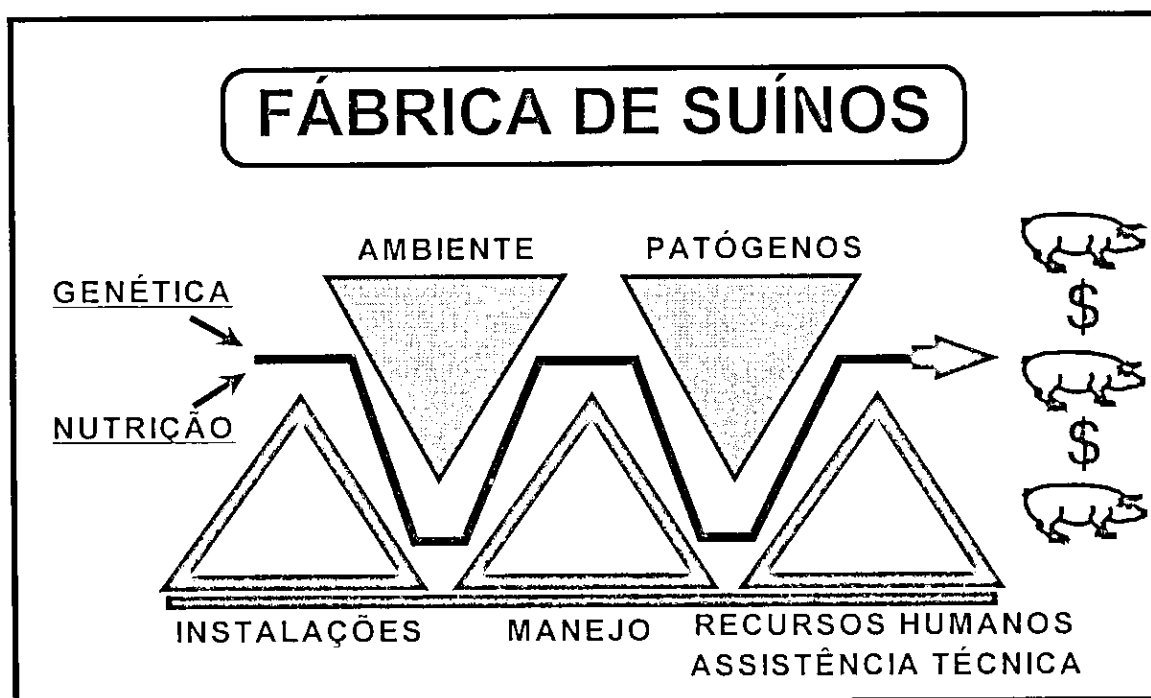 FÁBRICA DE SUÍNOS
AMBIENTE
PATÓGENOS
GENÉTICA
NUTRIÇÃO
$
$
INSTALAÇÕES
MANEJO
RECURSOS HUMANOS
ASSISTÊNCIA TÉCNICA